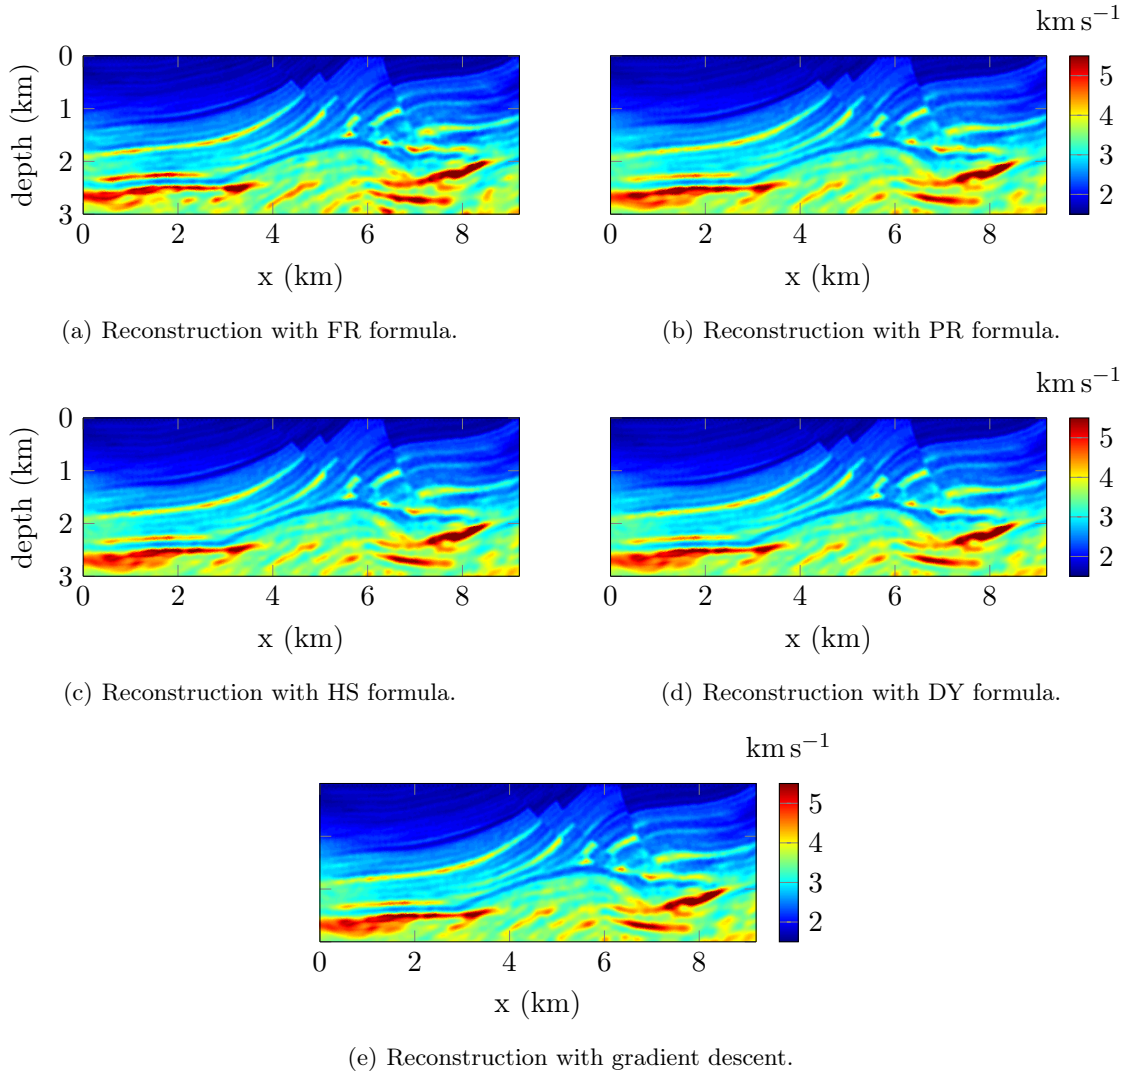 km s⁻¹
0
1
2
3
depth (km)
0 2 4 6 8
x (km)
0 2 4 6 8
x (km)
5
4
3
2
(a) Reconstruction with FR formula.
(b) Reconstruction with PR formula.
km s⁻¹
0
1
2
3
depth (km)
0 2 4 6 8
x (km)
0 2 4 6 8
x (km)
5
4
3
2
(c) Reconstruction with HS formula.
(d) Reconstruction with DY formula.
km s⁻¹
5
4
3
2
0 2 4 6 8
x (km)
(e) Reconstruction with gradient descent.